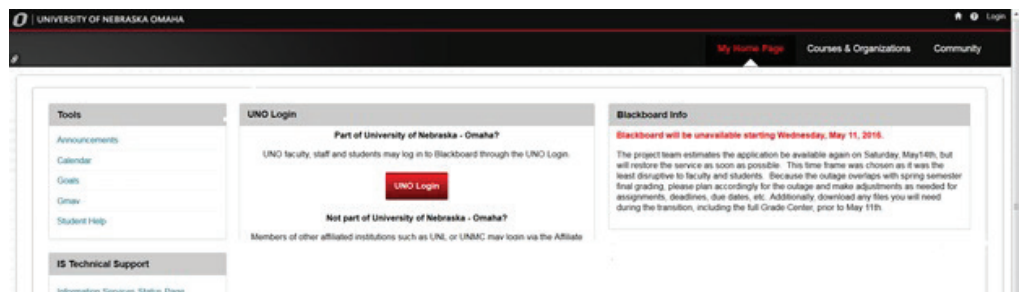 UNIVERSITY OF NEBRASKA OMAHA
Login
My Home Page
Courses & Organizations
Community
Tools
Announcements
Calendar
Goals
Gmav
Student Help
IS Technical Support
Information Services Status Page
UNO Login
Part of University of Nebraska - Omaha?
UNO faculty, staff and students may log in to Blackboard through the UNO Login.
UNO Login
Not part of University of Nebraska - Omaha?
Members of other affiliated institutions such as UNL or UNMC may login via the Affiliate
Blackboard Info
Blackboard will be unavailable starting Wednesday, May 11, 2016.
The project team estimates the application be available again on Saturday, May14th, but
will restore the service as soon as possible. This time frame was chosen as it was the
least disruptive to faculty and students. Because the outage overlaps with spring semester
final grading, please plan accordingly for the outage and make adjustments as needed for
assignments, deadlines, due dates, etc. Additionally, download any files you will need
during the transition, including the full Grade Center, prior to May 11th.